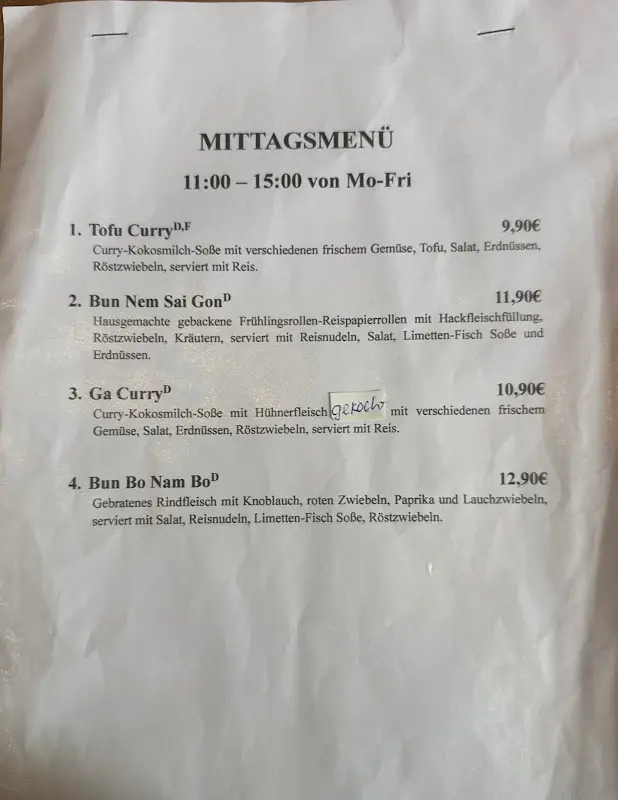 MITTAGSMENÜ
11:00 – 15:00 von Mo-Fri
1. Tofu Curry^D,F 9,90€
Curry-Kokosmilch-Soße mit verschiedenen frischem Gemüse, Tofu, Salat, Erdnüssen,
Röstzwiebeln, serviert mit Reis.
2. Bun Nem Sai Gon^D 11,90€
Hausgemachte gebackene Frühlingsrollen-Reispapierrollen mit Hackfleischfüllung,
Röstzwiebeln, Kräutern, serviert mit Reisnudeln, Salat, Limetten-Fisch Soße und
Erdnüssen.
3. Ga Curry^D 10,90€
Curry-Kokosmilch-Soße mit Hühnerfleisch gekocht mit verschiedenen frischem
Gemüse, Salat, Erdnüssen, Röstzwiebeln, serviert mit Reis.
4. Bun Bo Nam Bo^D 12,90€
Gebratenes Rindfleisch mit Knoblauch, roten Zwiebeln, Paprika und Lauchzwiebeln,
serviert mit Salat, Reisnudeln, Limetten-Fisch Soße, Röstzwiebeln.